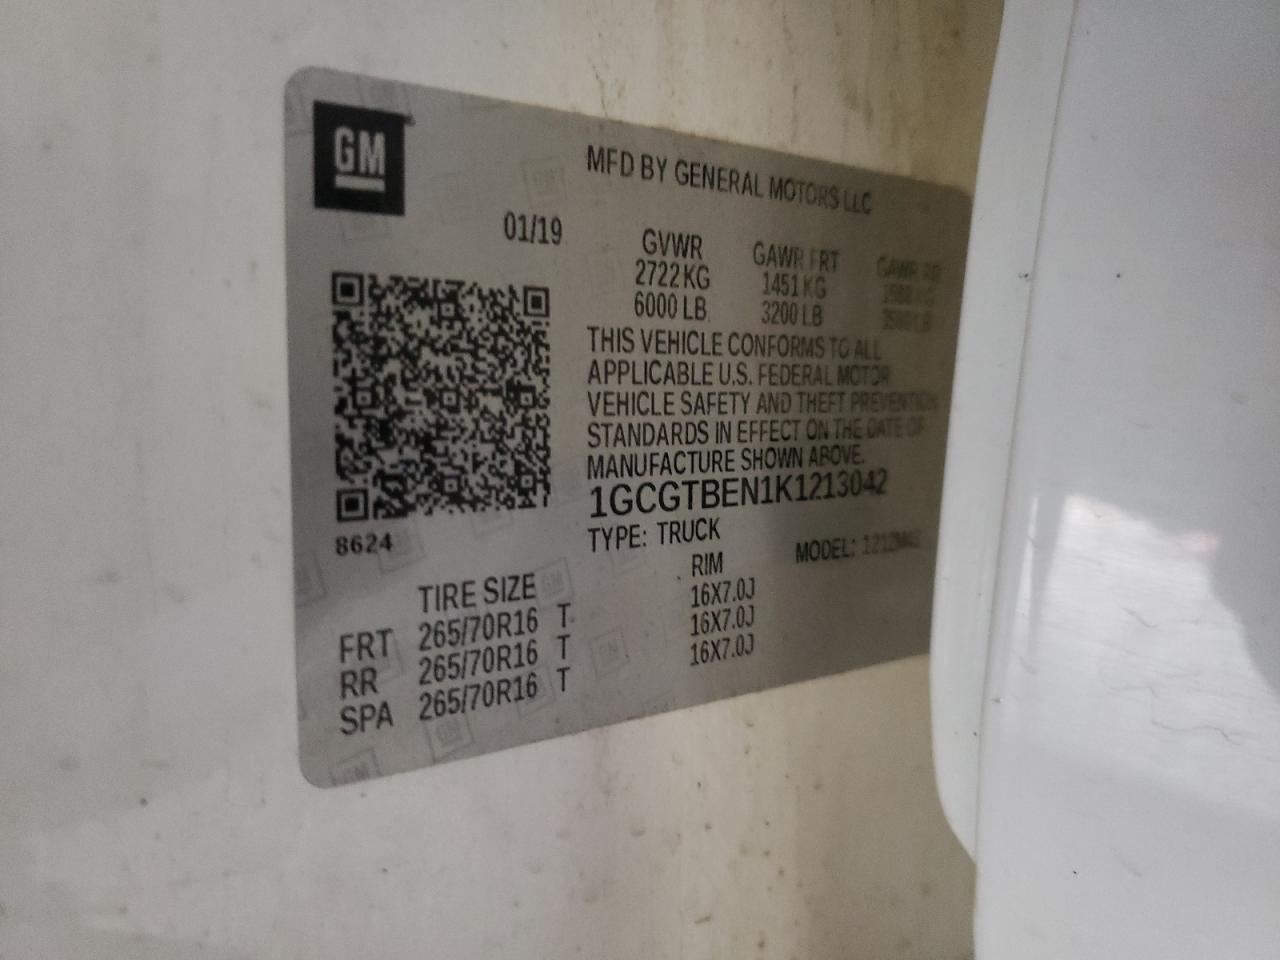 GM
MFD BY GENERAL MOTORS LLC
01/19
GVWR GAWR FRT GAWR RR
2722 KG 1451 KG
6000 LB 3200 LB
THIS VEHICLE CONFORMS TO ALL
APPLICABLE U.S. FEDERAL MOTOR
VEHICLE SAFETY AND THEFT PREVENTION
STANDARDS IN EFFECT ON THE DATE OF
MANUFACTURE SHOWN ABOVE.
1GCGTBEN1K1213042
8624
TYPE: TRUCK MODEL:
TIRE SIZE RIM
FRT 265/70R16 T 16X7.0J
RR 265/70R16 T 16X7.0J
SPA 265/70R16 T 16X7.0J